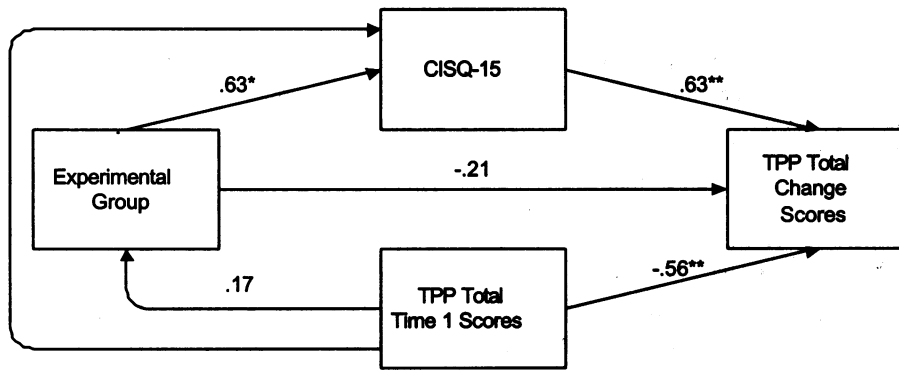 CISQ-15
.63*
.63**
Experimental
Group
-.21
TPP Total
Change
Scores
.17
TPP Total
Time 1 Scores
-.56**